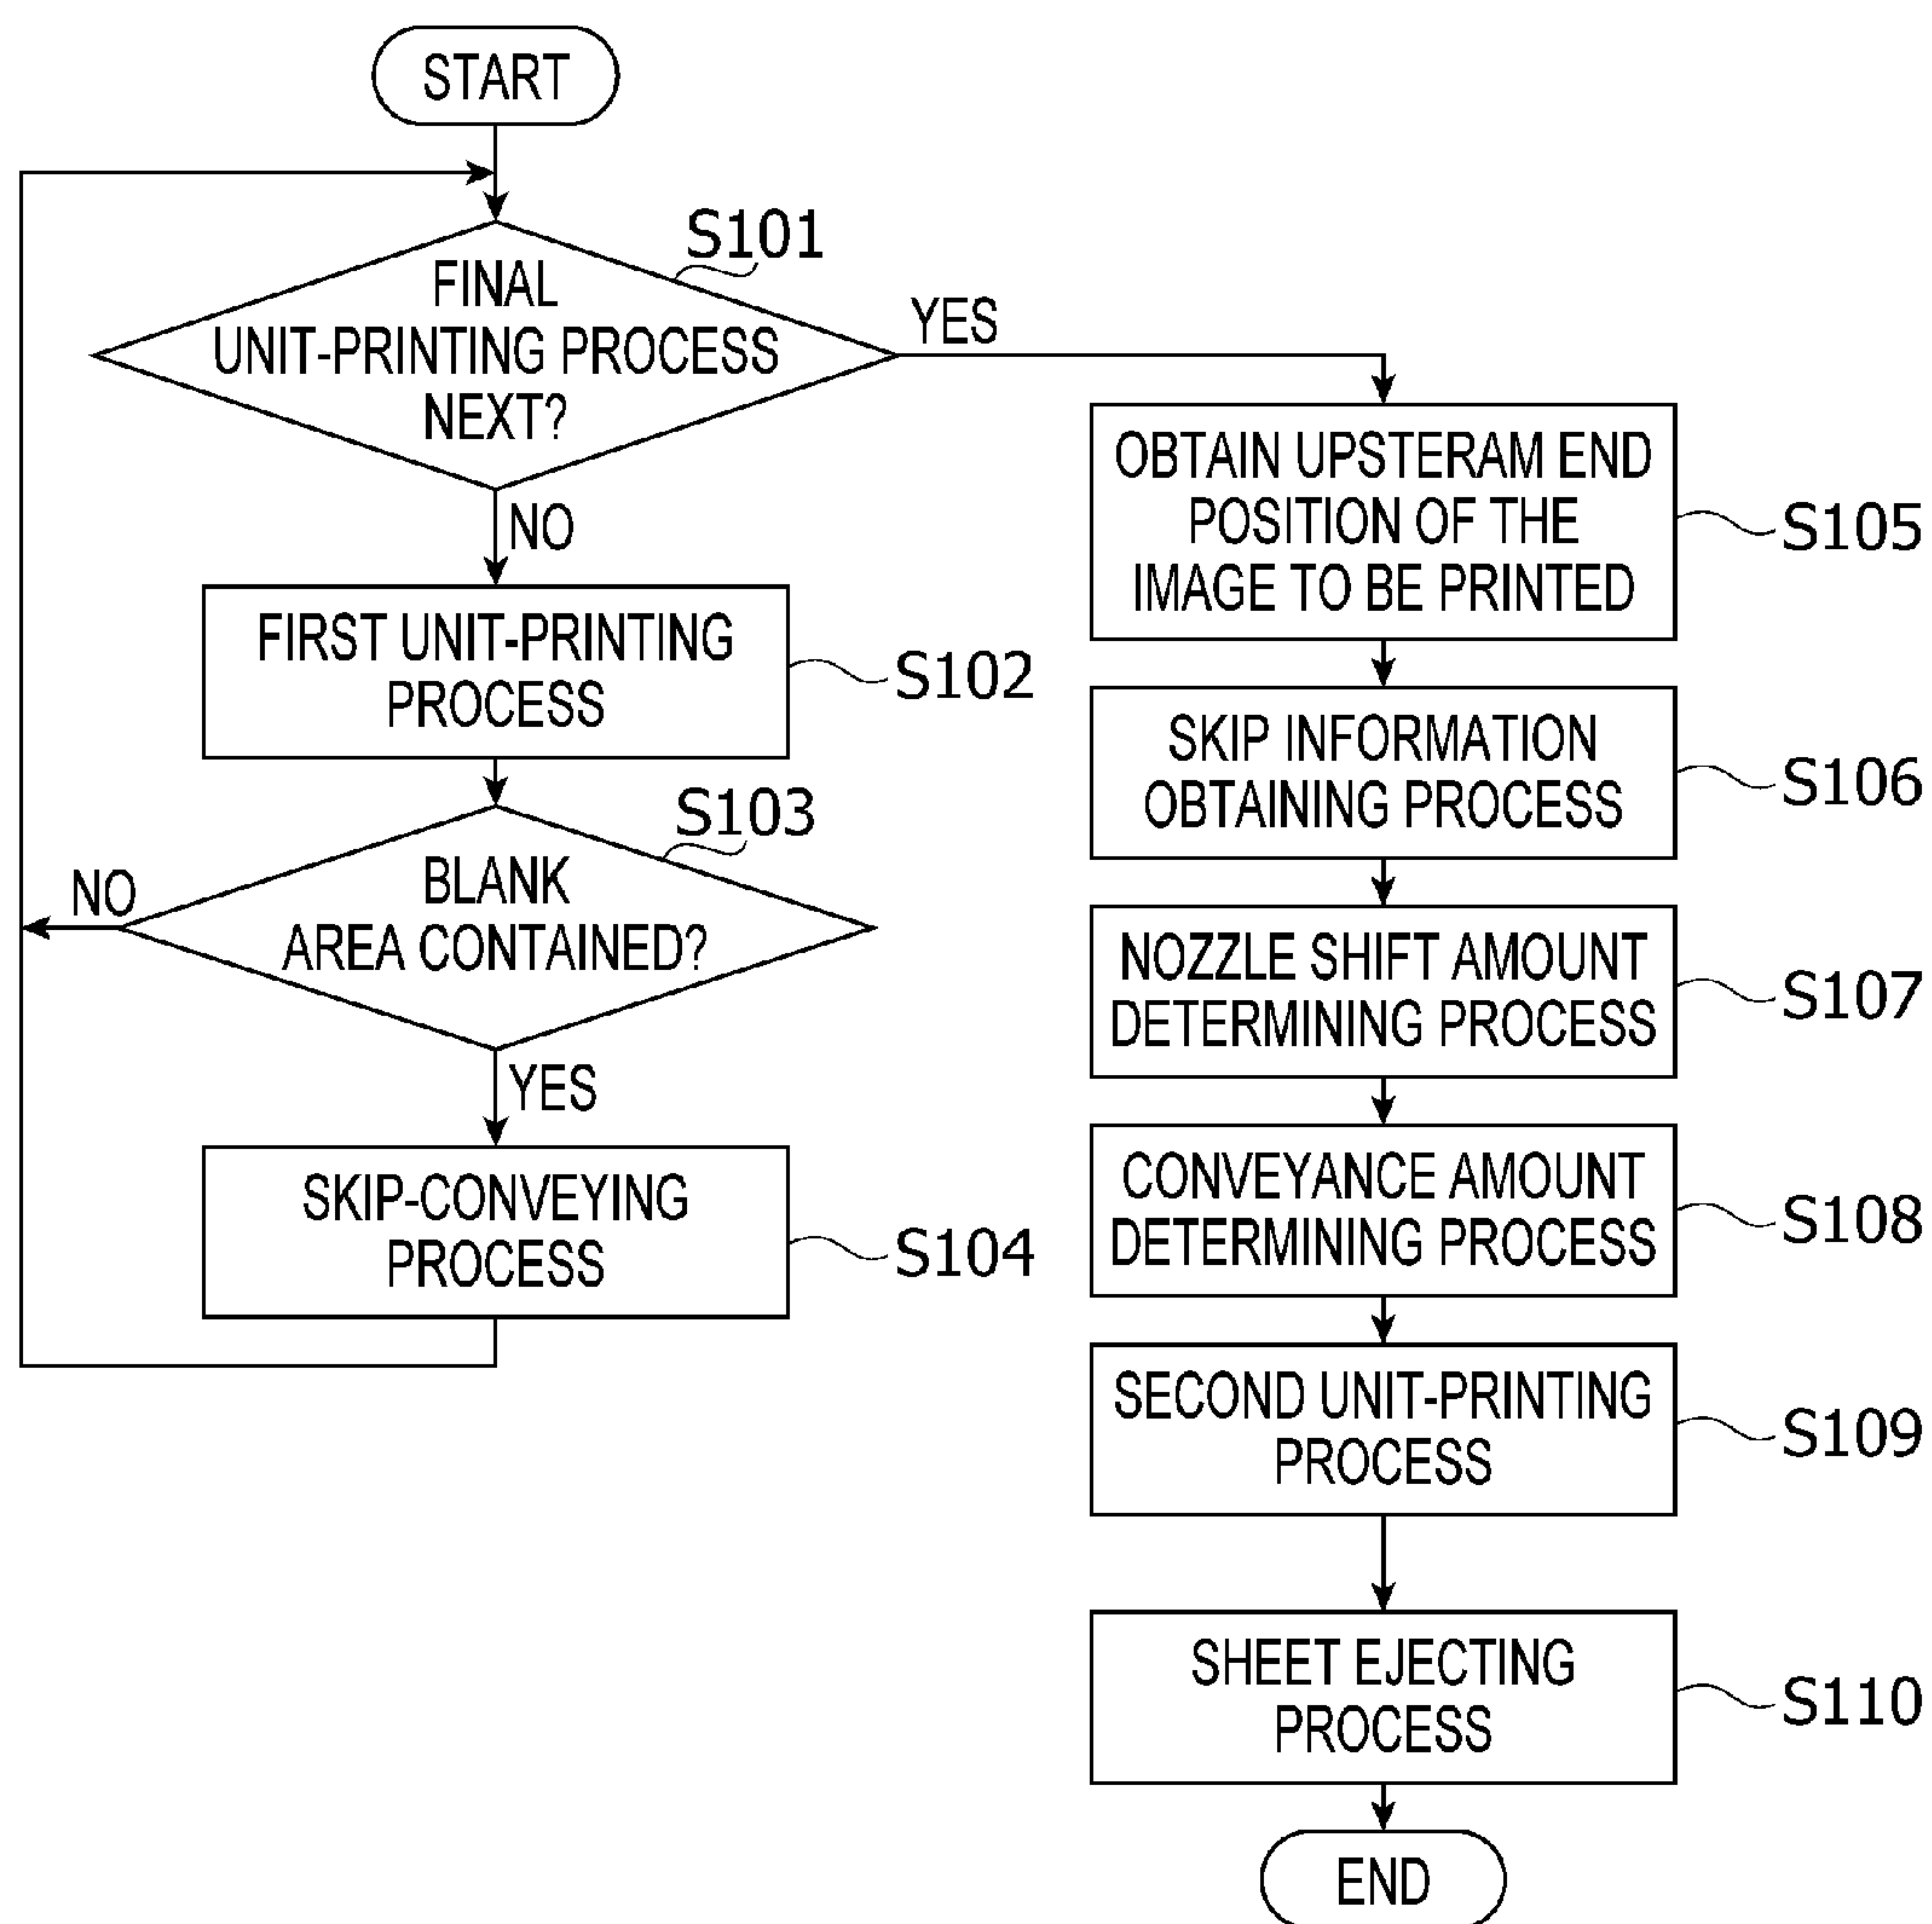 START
S101
FINAL
UNIT-PRINTING PROCESS
NEXT?
YES
NO
FIRST UNIT-PRINTING
PROCESS
S102
S103
BLANK
AREA CONTAINED?
NO
YES
SKIP-CONVEYING
PROCESS
S104
OBTAIN UPSTERAM END
POSITION OF THE
IMAGE TO BE PRINTED
S105
SKIP INFORMATION
OBTAINING PROCESS
S106
NOZZLE SHIFT AMOUNT
DETERMINING PROCESS
S107
CONVEYANCE AMOUNT
DETERMINING PROCESS
S108
SECOND UNIT-PRINTING
PROCESS
S109
SHEET EJECTING
PROCESS
S110
END